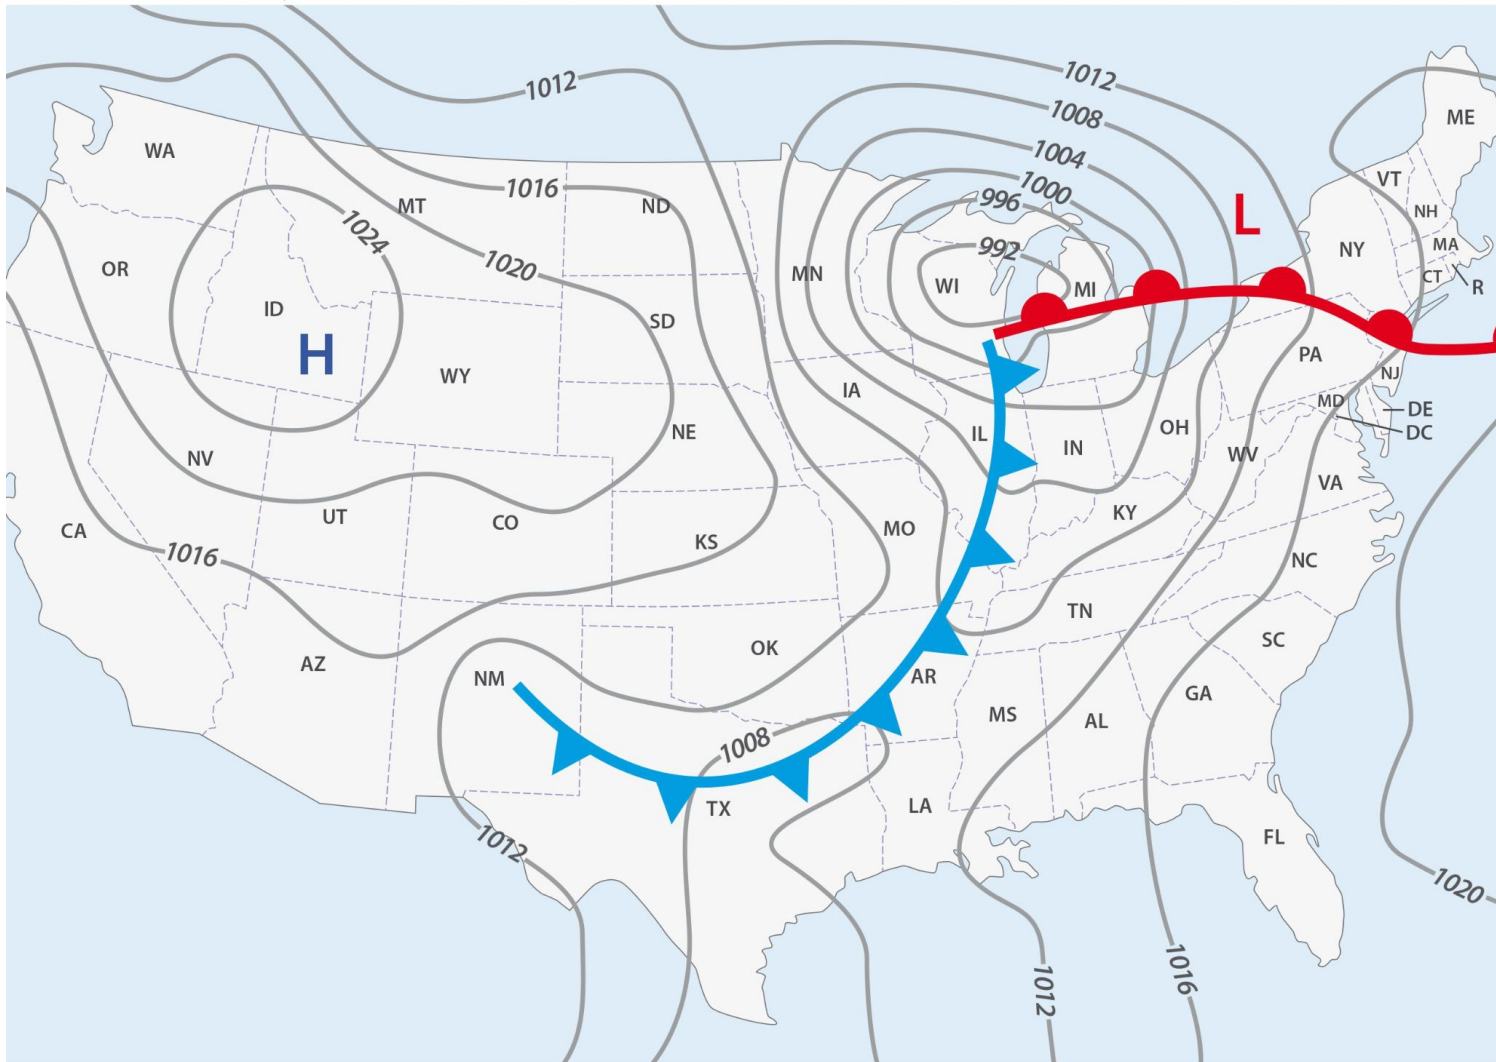 1012
1012
1008
ME
WA
1004
VT
1016
1000
MT
ND
996
NH
1024
L
MA
NY
992
OR
1020
MN
CT
WI
MI
R
ID
SD
H
PA
WY
NJ
IA
MD
DE
NE
IL
OH
DC
IN
WV
NV
VA
UT
CO
KY
MO
CA
KS
1016
NC
TN
SC
OK
AZ
NM
AR
GA
MS
AL
1008
TX
LA
FL
1012
1020
1016
1012